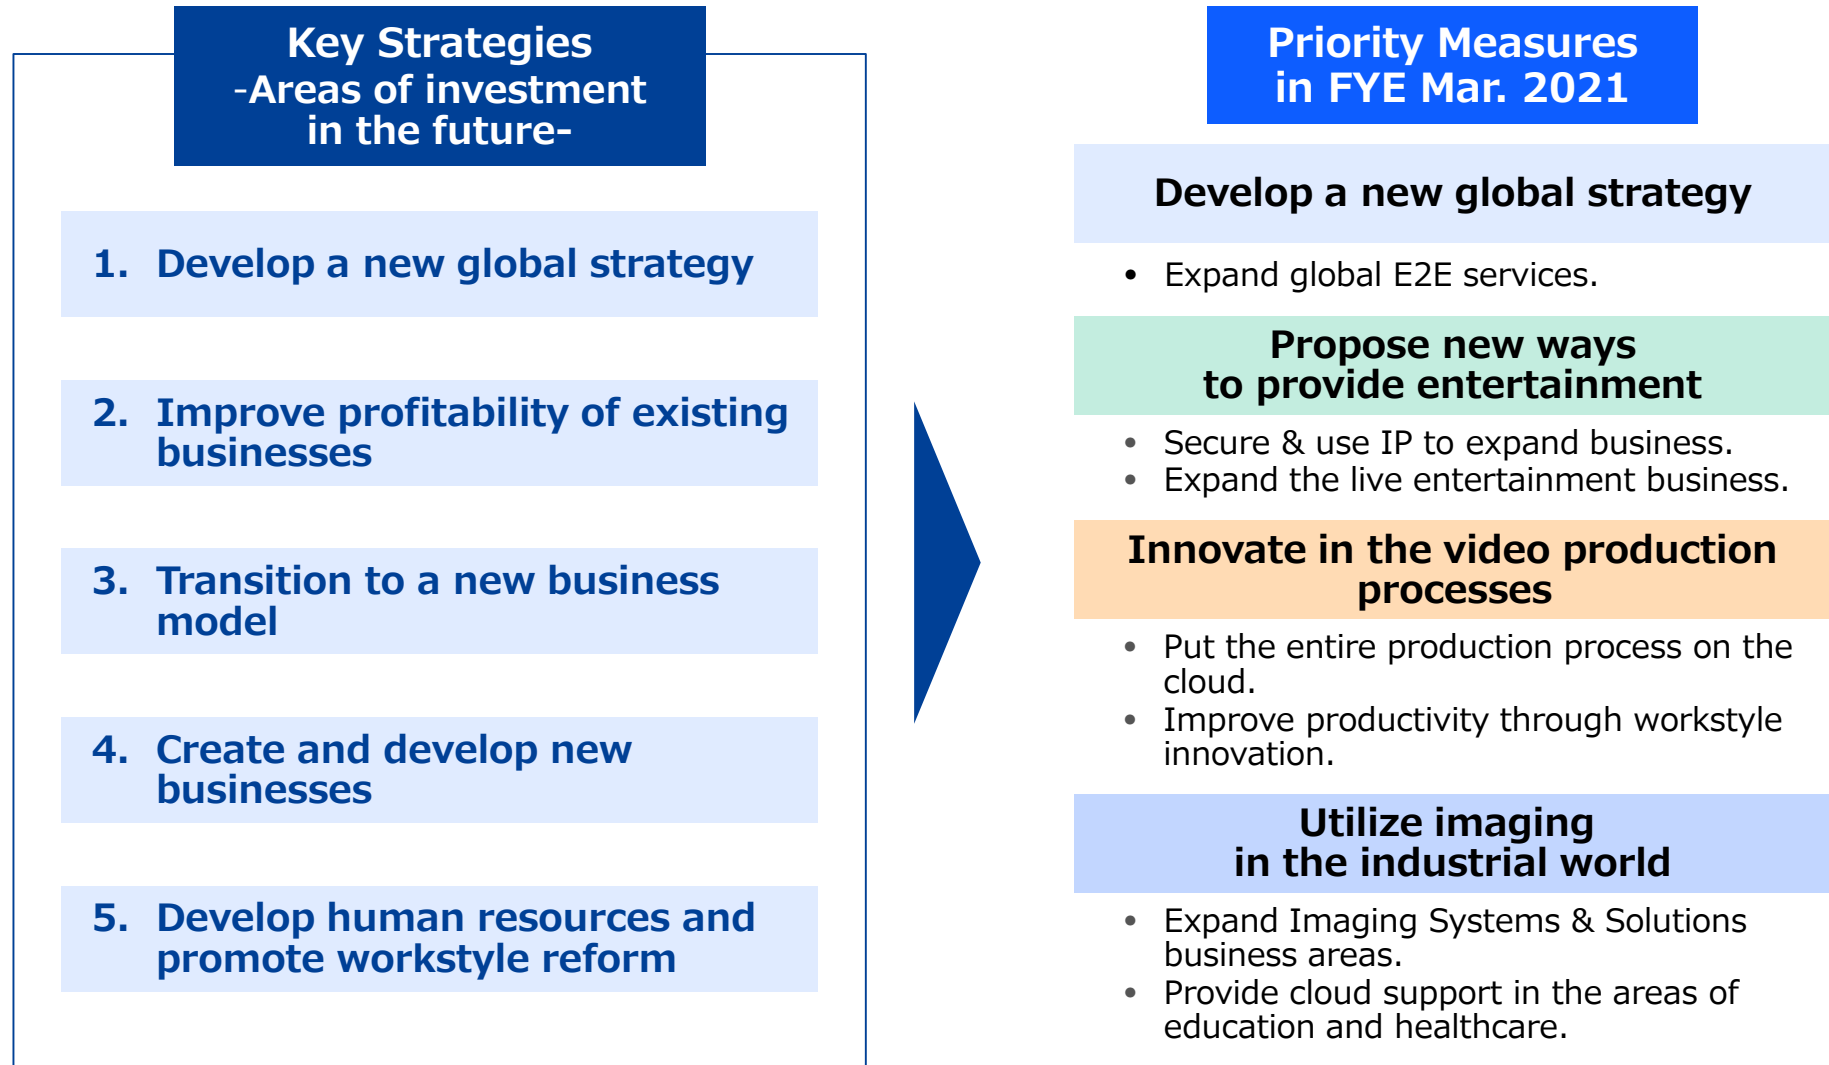 Key Strategies
-Areas of investment
in the future-
1. Develop a new global strategy
2. Improve profitability of existing
businesses
3. Transition to a new business
model
4. Create and develop new
businesses
5. Develop human resources and
promote workstyle reform
Priority Measures
in FYE Mar. 2021
Develop a new global strategy
• Expand global E2E services.
Propose new ways
to provide entertainment
• Secure & use IP to expand business.
• Expand the live entertainment business.
Innovate in the video production
processes
• Put the entire production process on the
cloud.
• Improve productivity through workstyle
innovation.
Utilize imaging
in the industrial world
• Expand Imaging Systems & Solutions
business areas.
• Provide cloud support in the areas of
education and healthcare.